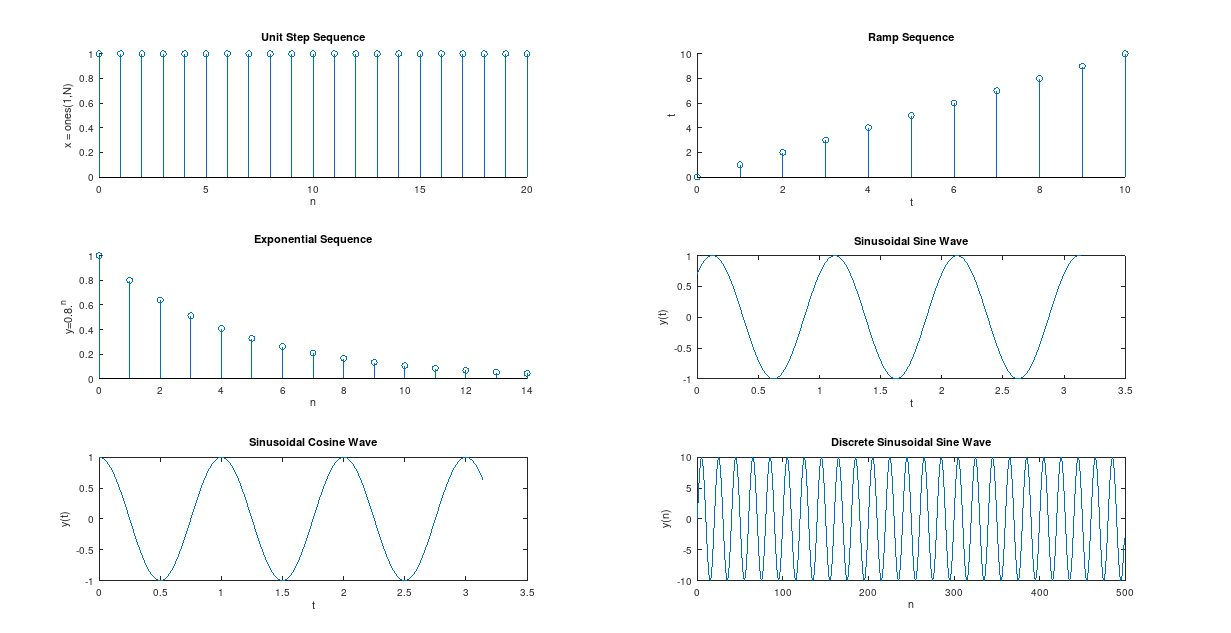 Unit Step Sequence
1
0.8
0.6
0.4
0.2
0
x = ones(1,N)
0 5 10 15 20
n
Ramp Sequence
10
8
6
4
2
0
t
0 2 4 6 8 10
t
Exponential Sequence
1
0.8
0.6
0.4
0.2
0
y=0.8.^n
0 2 4 6 8 10 12 14
n
Sinusoidal Sine Wave
1
0.5
0
-0.5
-1
y(t)
0 0.5 1 1.5 2 2.5 3 3.5
t
Sinusoidal Cosine Wave
1
0.5
0
-0.5
-1
y(t)
0 0.5 1 1.5 2 2.5 3 3.5
t
Discrete Sinusoidal Sine Wave
10
5
0
-5
-10
y(n)
0 100 200 300 400 500
n